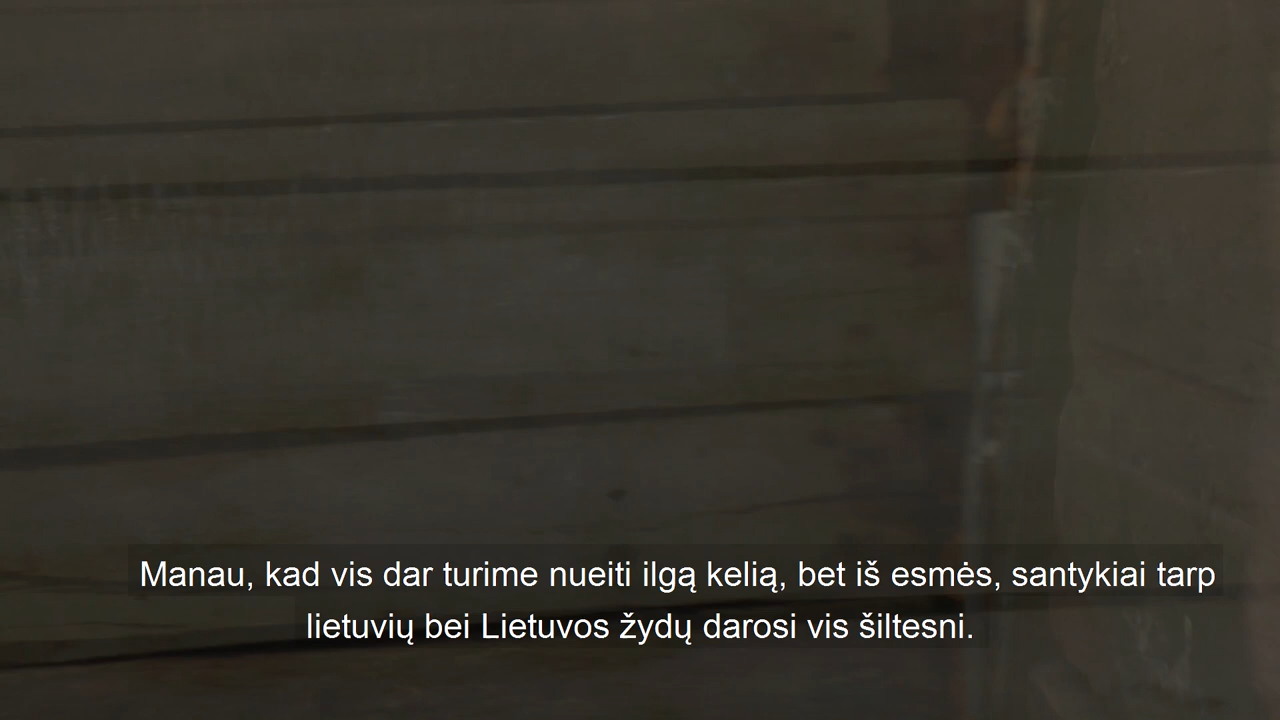 Manau, kad vis dar turime nueiti ilgą kelią, bet iš esmės, santykiai tarp
lietuvių bei Lietuvos žydų darosi vis šiltesni.